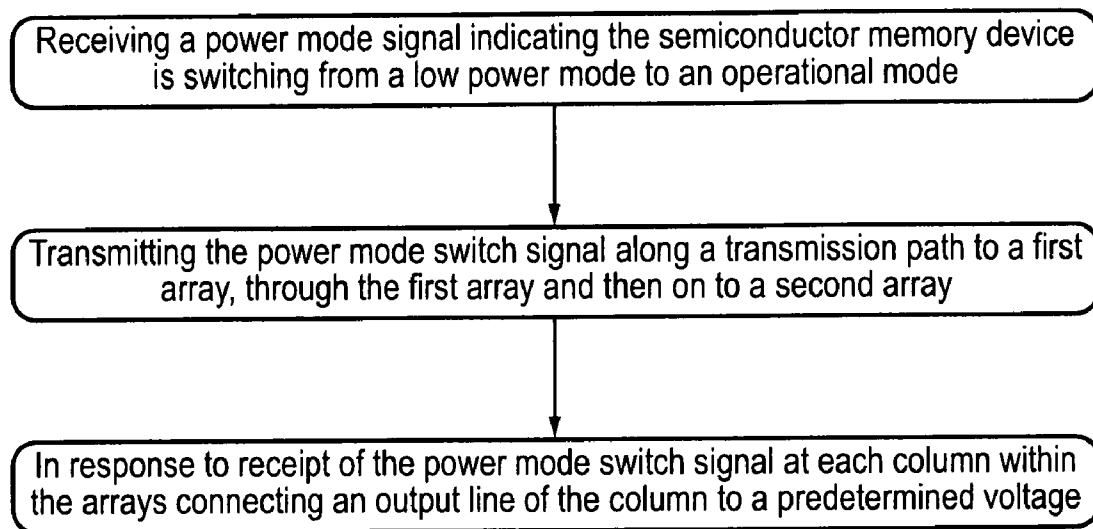 Receiving a power mode signal indicating the semiconductor memory device
is switching from a low power mode to an operational mode
Transmitting the power mode switch signal along a transmission path to a first
array, through the first array and then on to a second array
In response to receipt of the power mode switch signal at each column within
the arrays connecting an output line of the column to a predetermined voltage